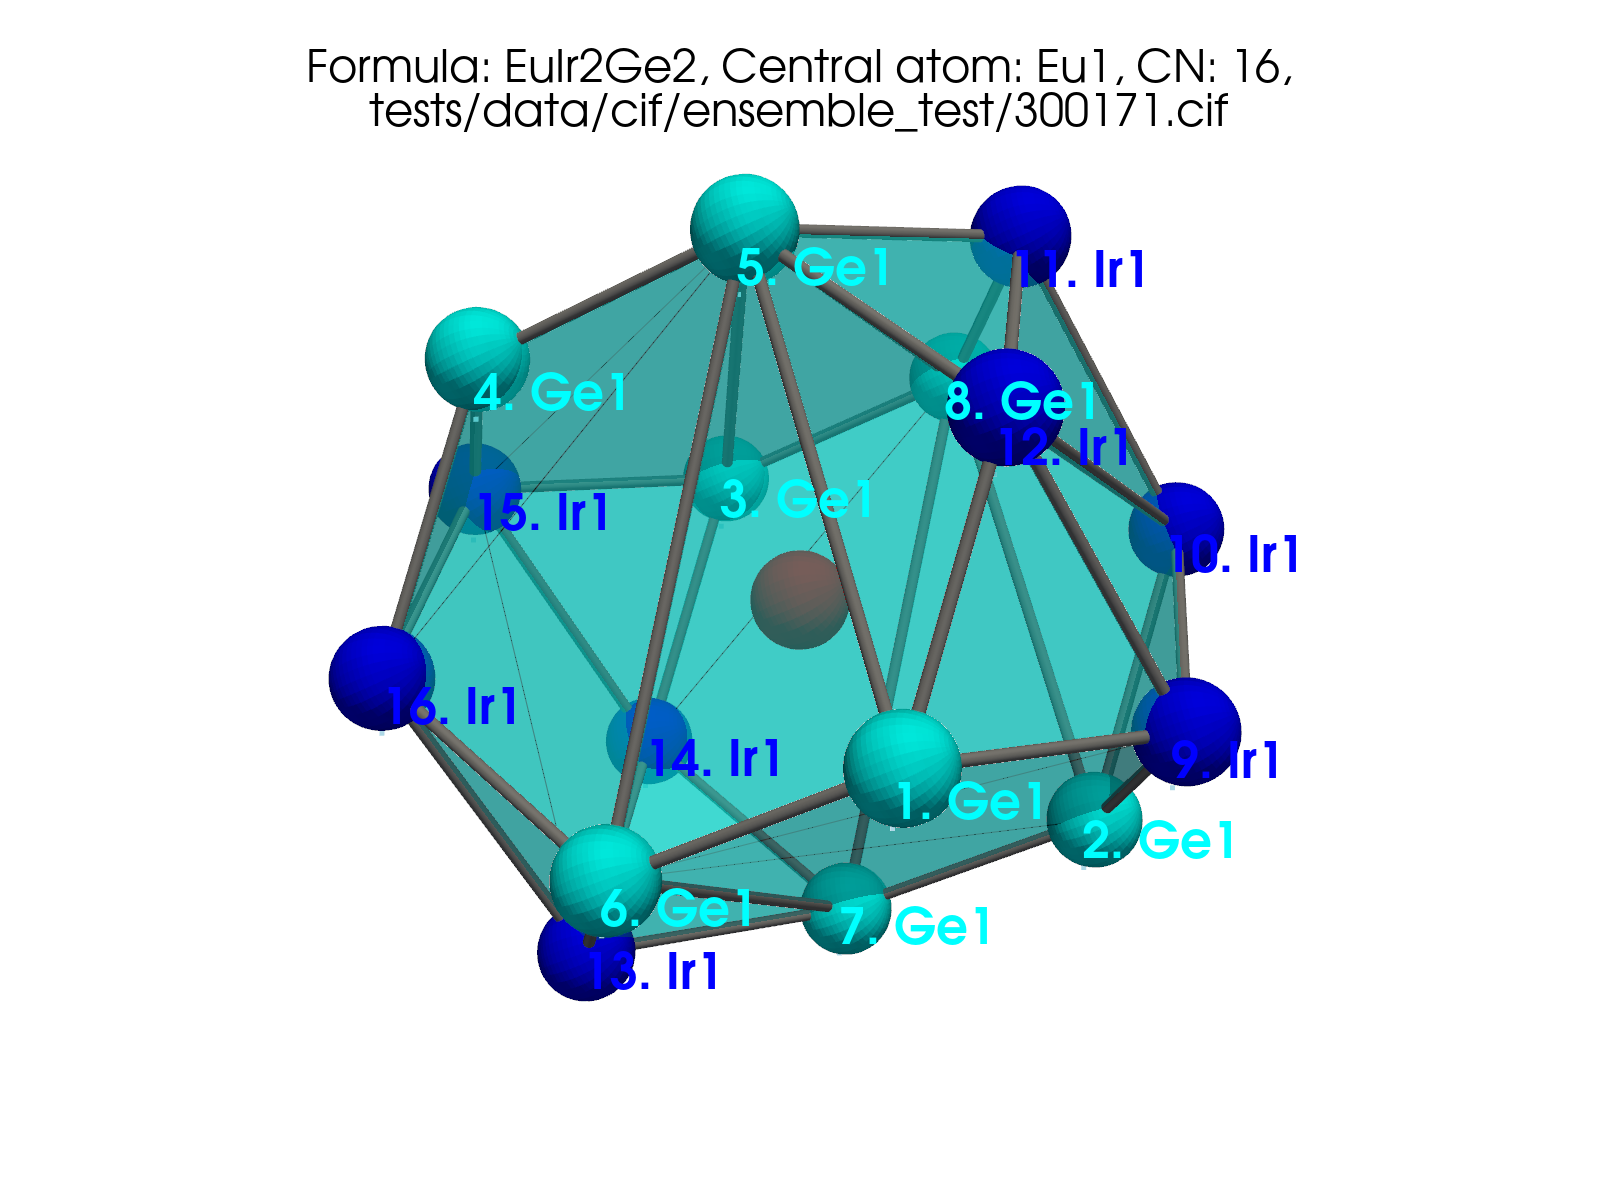 Formula: EuIr2Ge2, Central atom: Eu1, CN: 16,
tests/data/cif/ensemble_test/300171.cif
5. Ge1
11. Ir1
4. Ge1
8. Ge1
12. Ir1
15. Ir1
3. Ge1
10. Ir1
16. Ir1
14. Ir1
9. Ir1
1. Ge1
2. Ge1
6. Ge1
7. Ge1
13. Ir1